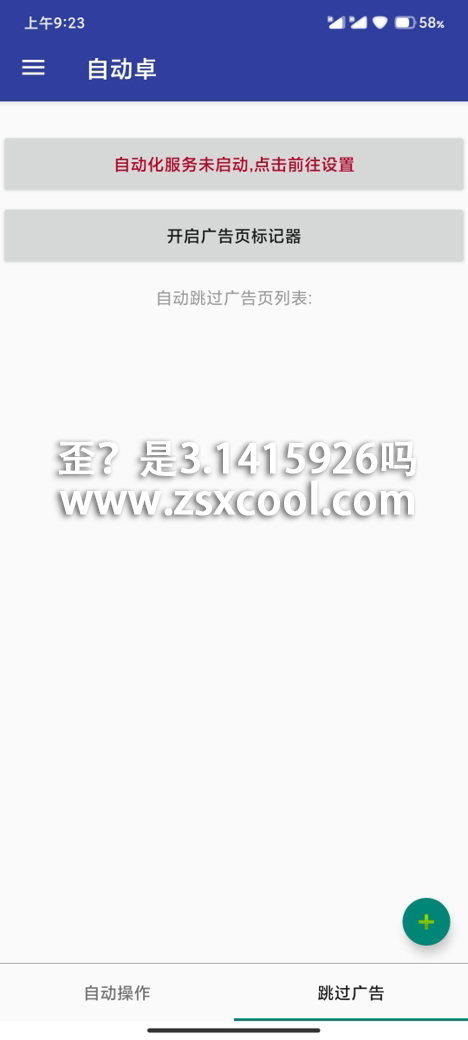 上午9:23
58%
自动卓
自动化服务未启动,点击前往设置
开启广告页标记器
自动跳过广告页列表:
歪？是3.1415926吗
www.zsxcool.com
自动操作
跳过广告